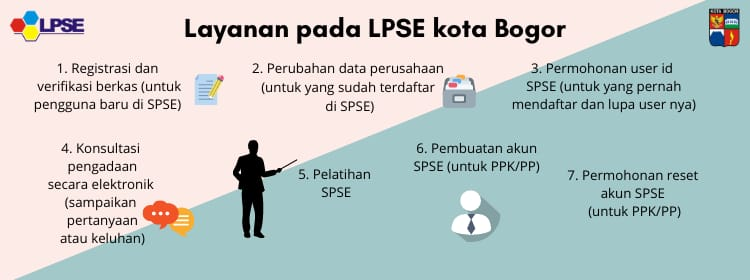 LPSE
Layanan pada LPSE kota Bogor
KOTA BOGOR
1. Registrasi dan
verifikasi berkas (untuk
pengguna baru di SPSE)
2. Perubahan data perusahaan
(untuk yang sudah terdaftar
di SPSE)
3. Permohonan user id
SPSE (untuk yang pernah
mendaftar dan lupa user nya)
4. Konsultasi
pengadaan
secara elektronik
(sampaikan
pertanyaan
atau keluhan)
5. Pelatihan
SPSE
6. Pembuatan akun
SPSE (untuk PPK/PP)
7. Permohonan reset
akun SPSE
(untuk PPK/PP)